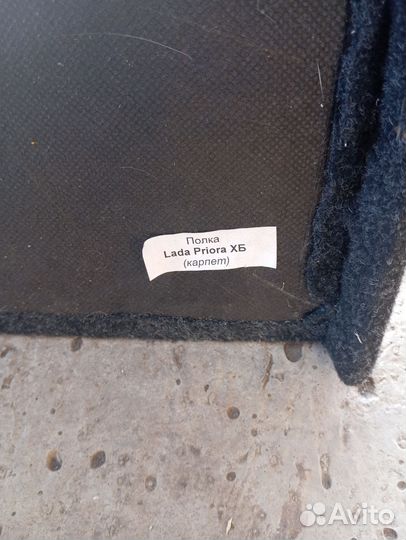 Полка
Lada Priora ХБ
(карпет)
Avito